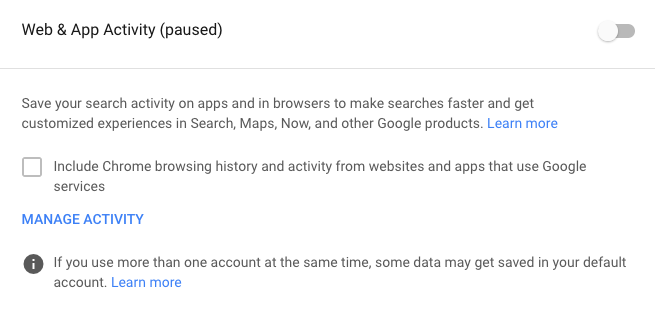 Web & App Activity (paused)
Save your search activity on apps and in browsers to make searches faster and get
customized experiences in Search, Maps, Now, and other Google products. Learn more
Include Chrome browsing history and activity from websites and apps that use Google
services
MANAGE ACTIVITY
If you use more than one account at the same time, some data may get saved in your default
account. Learn more